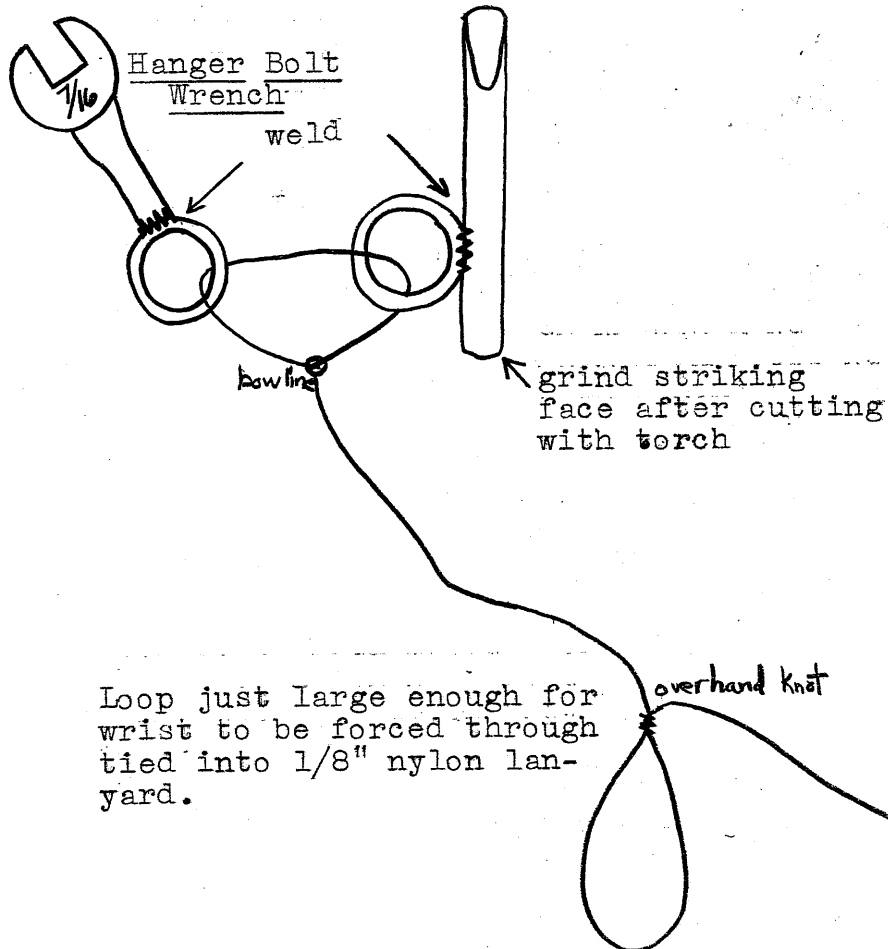 7/16
Hanger Bolt
Wrench
weld
bowline
grind striking
face after cutting
with torch
overhand knot
Loop just large enough for
wrist to be forced through
tied into 1/8" nylon lan-
yard.